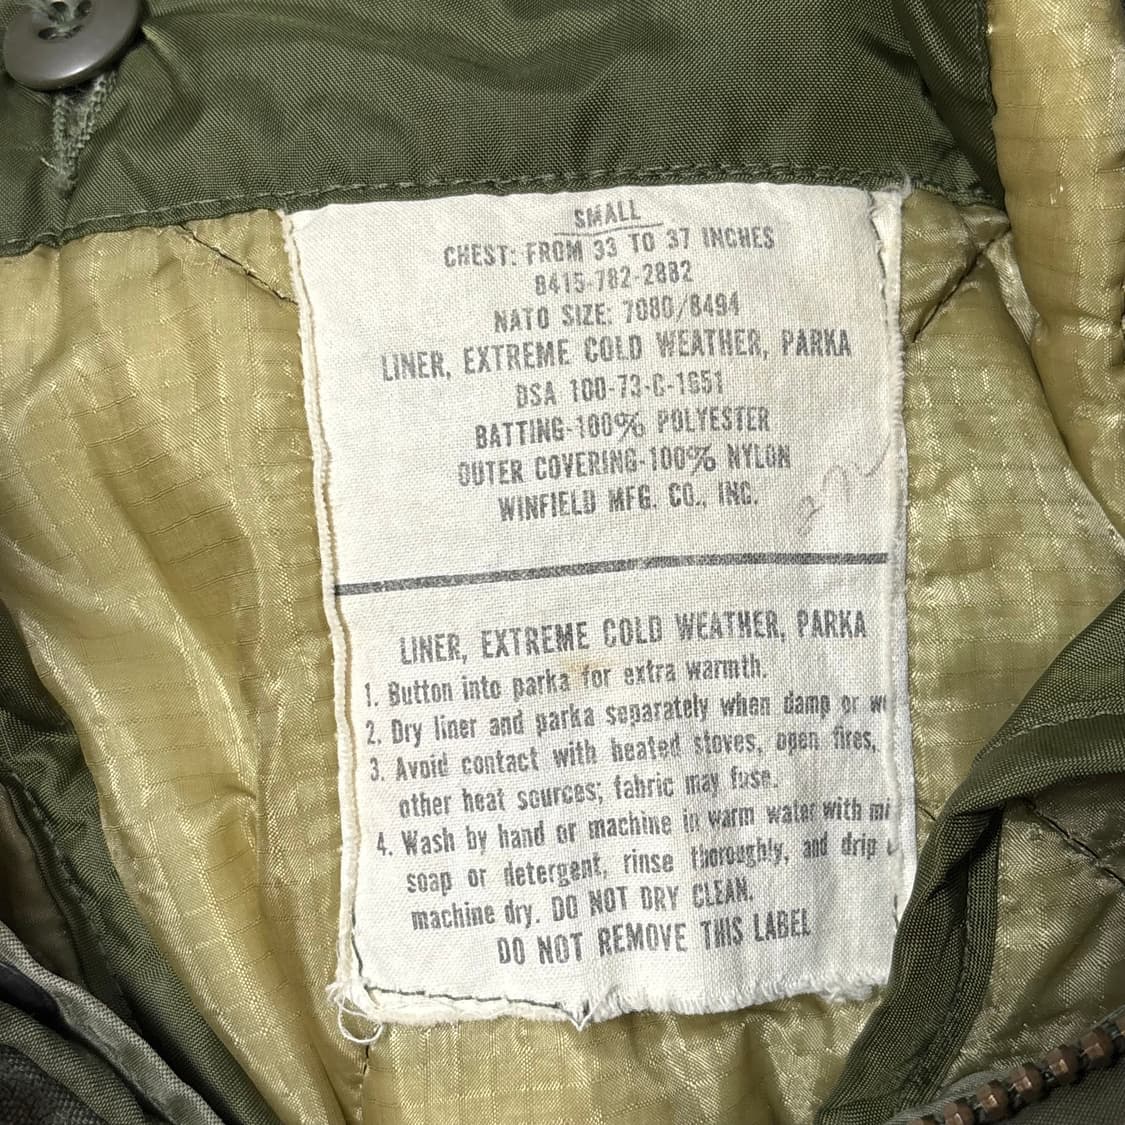 SMALL
CHEST: FROM 33 TO 37 INCHES
8415-782-2882
NATO SIZE: 7080/8494
LINER, EXTREME COLD WEATHER, PARKA
DSA 100-73-C-1651
BATTING-100% POLYESTER
OUTER COVERING-100% NYLON
WINFIELD MFG. CO., INC.
LINER, EXTREME COLD WEATHER, PARKA
1. Button into parka for extra warmth.
2. Dry liner and parka separately when damp or
3. Avoid contact with heated stoves, open fires,
other heat sources; fabric may fuse.
4. Wash by hand or machine in warm water with
soap or detergent, rinse thoroughly, and drip
machine dry. DO NOT DRY CLEAN.
DO NOT REMOVE THIS LABEL